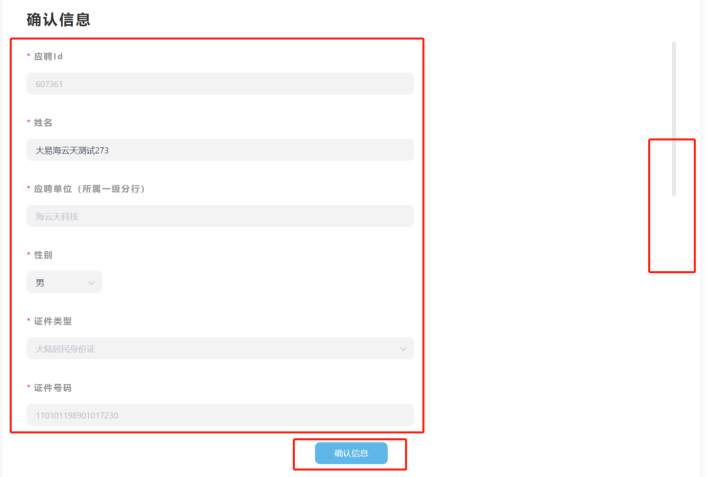 确认信息
* 应聘Id
607361
* 姓名
大易海云天测试273
* 应聘单位（所属一级分行）
海云天科技
* 性别
男
* 证件类型
大陆居民身份证
* 证件号码
110101198901017230
确认信息